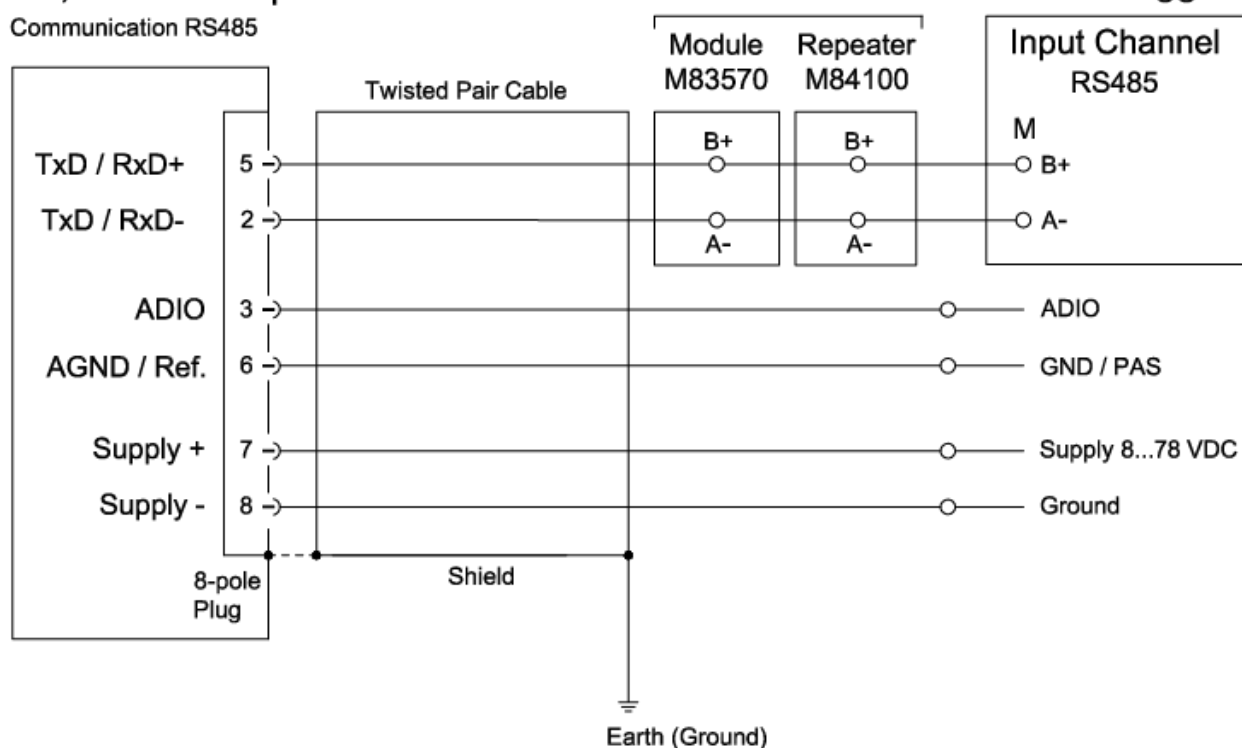 Communication RS485
Module
M83570
Repeater
M84100
Input Channel
RS485
Twisted Pair Cable
M
TxD / RxD+
5
B+
B+
B+
TxD / RxD-
2
A-
A-
A-
ADIO
3
ADIO
AGND / Ref.
6
GND / PAS
Supply +
7
Supply 8...78 VDC
Supply -
8
Ground
8-pole
Plug
Shield
Earth (Ground)